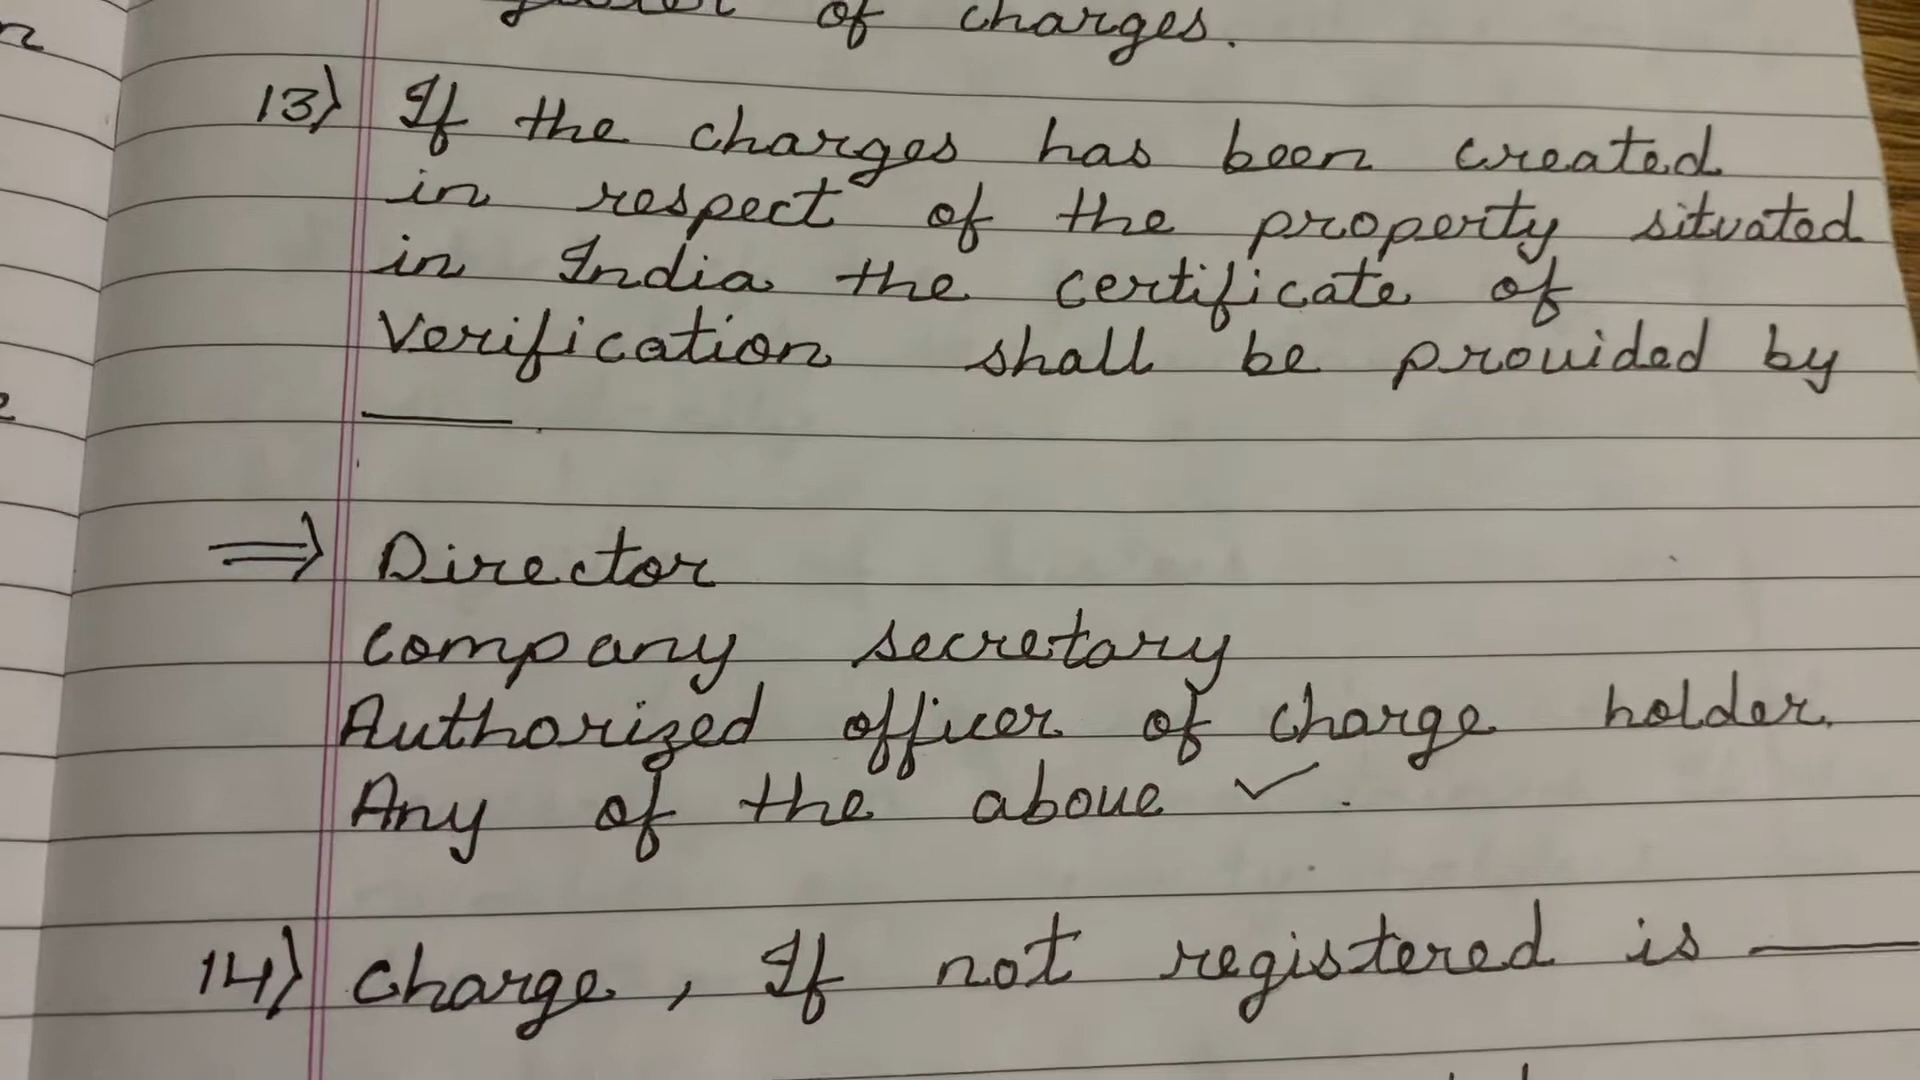 of charges.
13) If the charges has been created
in respect of the property situated
in India the certificate of
Verification shall be provided by
____.
⇒ Director
Company secretary
Authorized officer of charge holder.
Any of the above ✓.
14) Charge, If not registered is ____